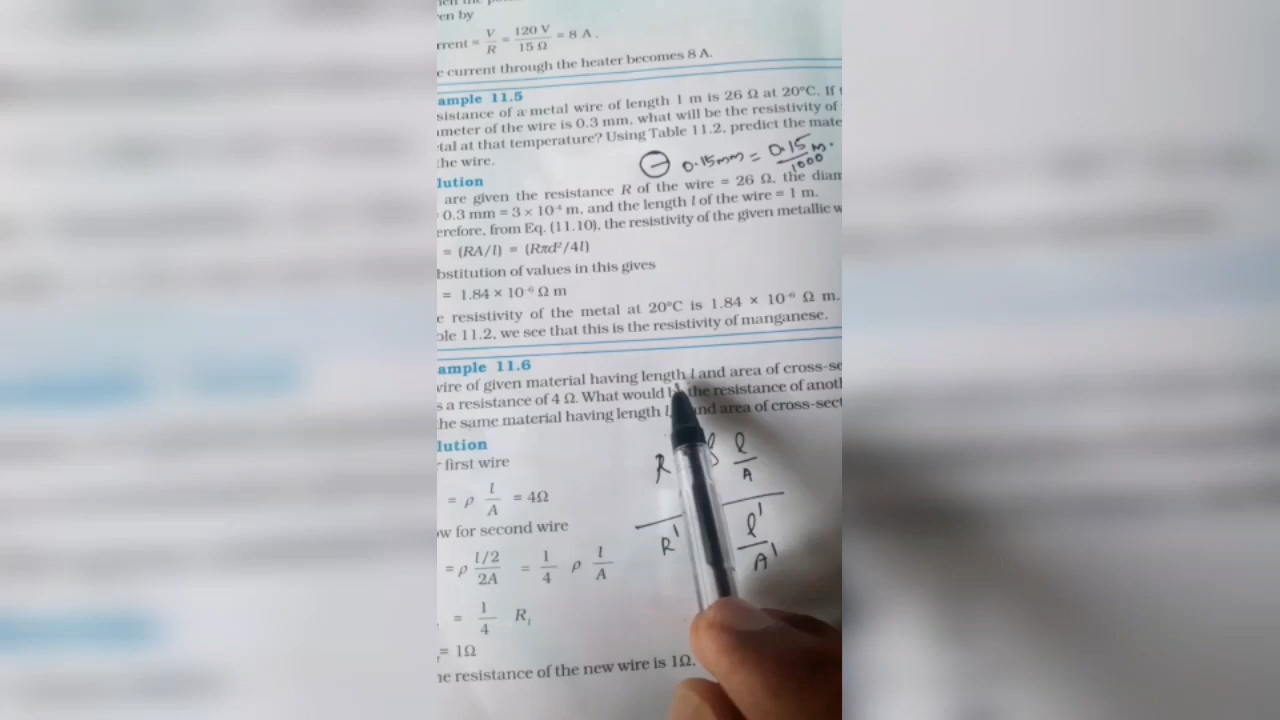 en by
rrent = V/R = 120 V/15 Ω = 8 A.
e current through the heater becomes 8 A.
ample 11.5
sistance of a metal wire of length 1 m is 26 Ω at 20°C. If
meter of the wire is 0.3 mm, what will be the resistivity of
tal at that temperature? Using Table 11.2, predict the mate
he wire.
0.15mm = 0.15/1000 m.
lution
are given the resistance R of the wire = 26 Ω, the diam
0.3 mm = 3 × 10⁻⁴ m, and the length l of the wire = 1 m.
erefore, from Eq. (11.10), the resistivity of the given metallic w
= (RA/l) = (Rπd²/4l)
bstitution of values in this gives
= 1.84 × 10⁻⁶ Ω m
e resistivity of the metal at 20°C is 1.84 × 10⁻⁶ Ω m.
ble 11.2, we see that this is the resistivity of manganese.
ample 11.6
wire of given material having length l and area of cross-se
s a resistance of 4 Ω. What would be the resistance of anot
he same material having length l and area of cross-sect
lution
r first wire
= ρ l/A = 4Ω
ow for second wire
= ρ l/2/2A = 1/4 ρ l/A
= 1/4 R₁
= 1Ω
he resistance of the new wire is 1Ω.
R l/A
R' l'/A'